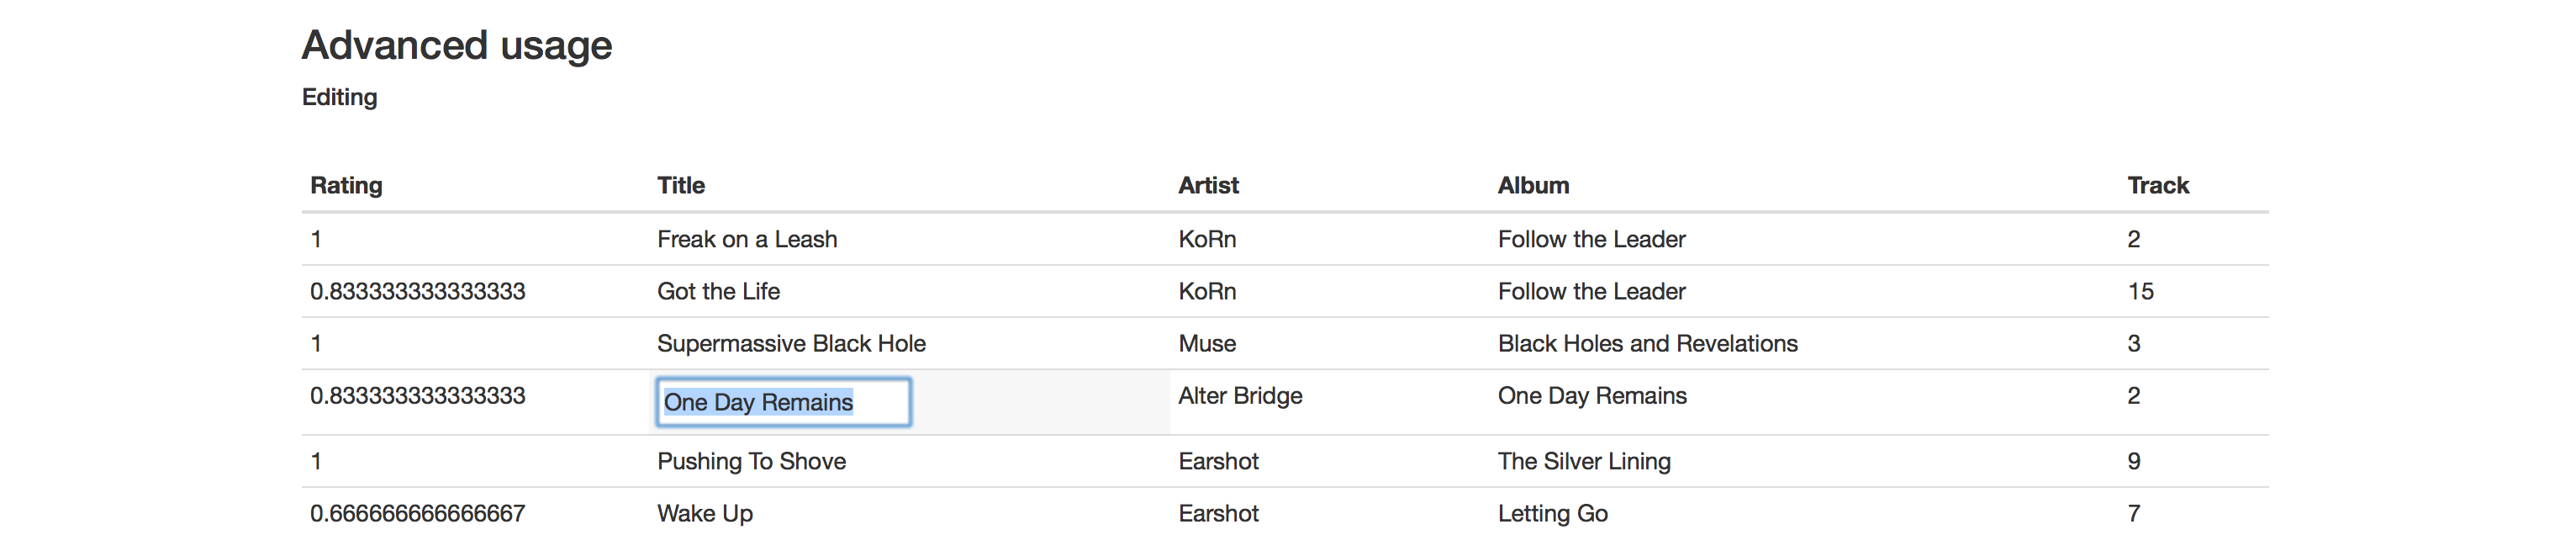 Advanced usage
Editing
Rating Title Artist Album Track
1 Freak on a Leash KoRn Follow the Leader 2
0.833333333333333 Got the Life KoRn Follow the Leader 15
1 Supermassive Black Hole Muse Black Holes and Revelations 3
0.833333333333333 One Day Remains Alter Bridge One Day Remains 2
1 Pushing To Shove Earshot The Silver Lining 9
0.666666666666667 Wake Up Earshot Letting Go 7